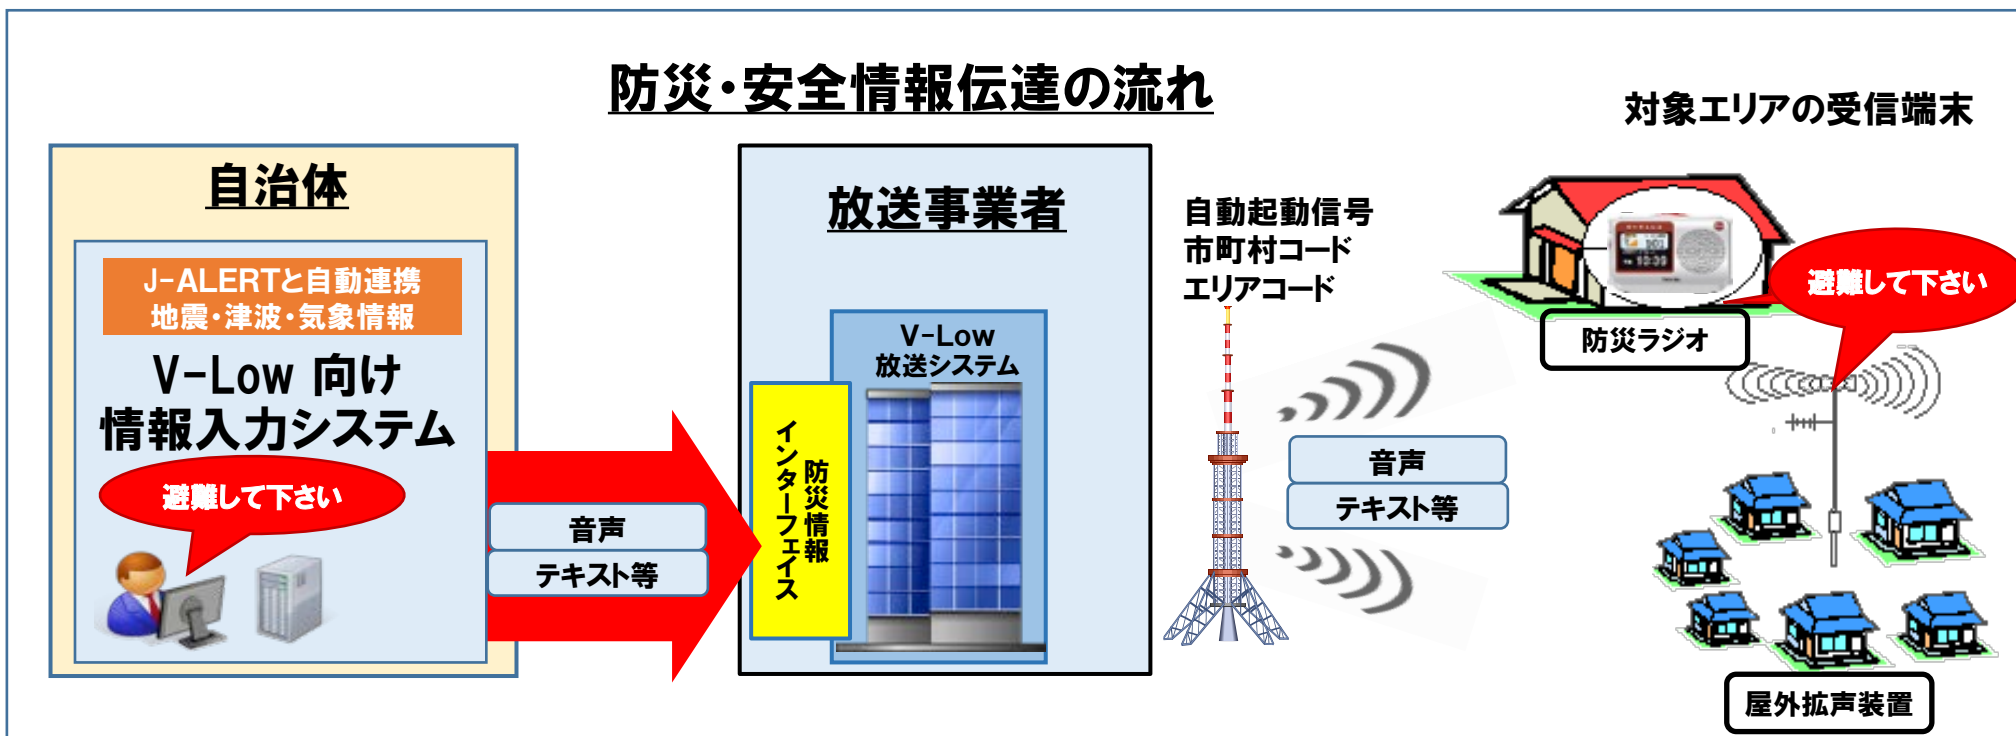 防災・安全情報伝達の流れ
対象エリアの受信端末
自治体
J-ALERTと自動連携
地震・津波・気象情報
V-Low 向け
情報入力システム
避難して下さい
音声
テキスト等
放送事業者
V-Low
放送システム
防災情報
インターフェイス
自動起動信号
市町村コード
エリアコード
音声
テキスト等
避難して下さい
防災ラジオ
屋外拡声装置